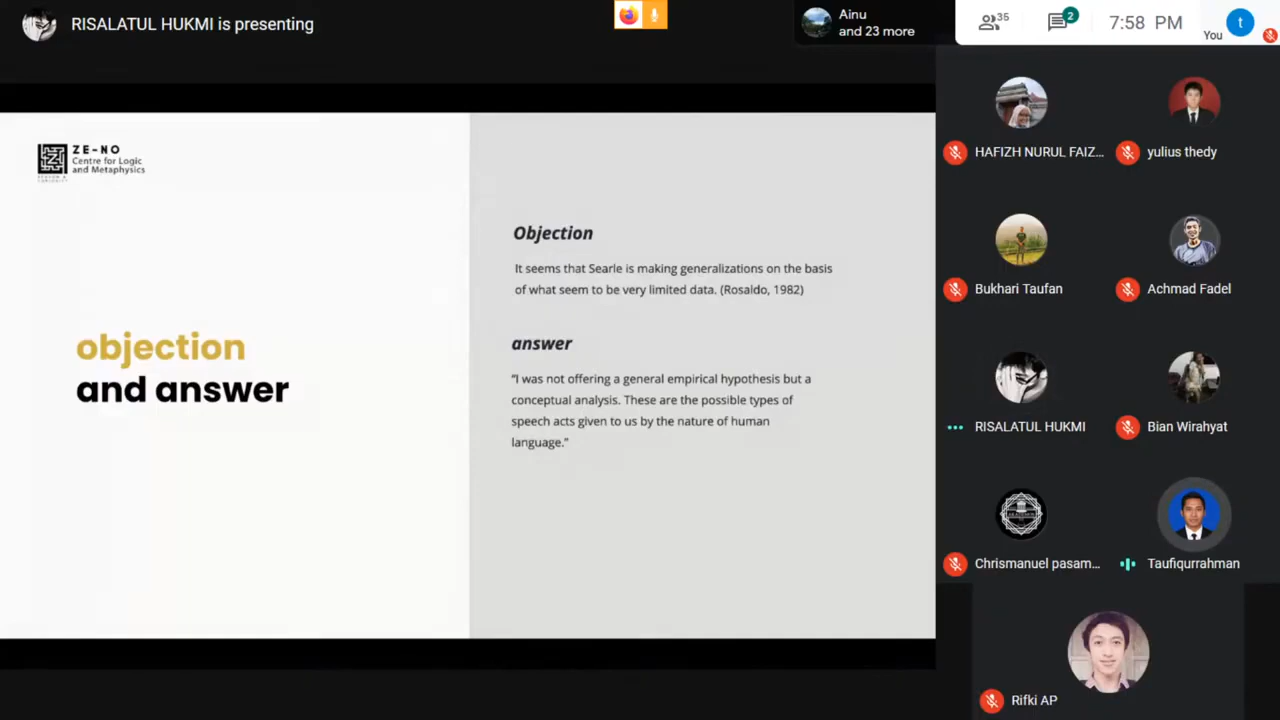 RISALATUL HUKMI is presenting
Ainu
and 23 more
35
2
7:58 PM
You
t
ZE-NO
Centre for Logic
and Metaphysics
objection
and answer
Objection
It seems that Searle is making generalizations on the basis
of what seem to be very limited data. (Rosaldo, 1982)
answer
“I was not offering a general empirical hypothesis but a
conceptual analysis. These are the possible types of
speech acts given to us by the nature of human
language.”
HAFIZH NURUL FAIZ...
yulius thedy
Bukhari Taufan
Achmad Fadel
RISALATUL HUKMI
Bian Wirahyat
Chrismanuel pasam...
Taufiqurrahman
Rifki AP